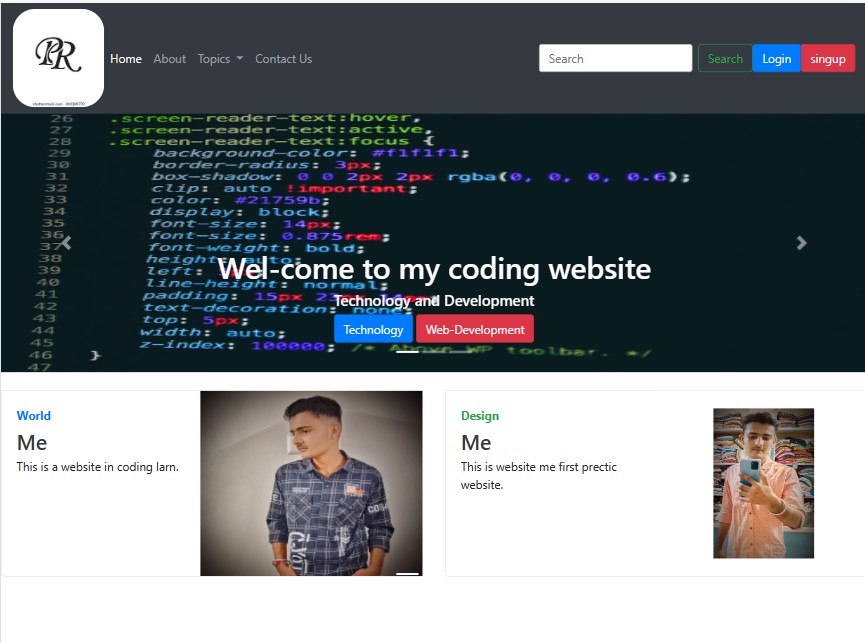 PR
Home About Topics Contact Us Search Search Login singup
26 .screen-reader-text:hover,
27 .screen-reader-text:active,
28 .screen-reader-text:focus {
29 background-color: #f1f1f1;
30 border-radius: 3px;
31 box-shadow: 0 0 2px 2px rgba(0, 0, 0, 0.6);
32 clip: auto !important;
33 color: #21759b;
34 display: block;
35 font-size: 14px;
36 font-size: 0.875rem;
37 font-weight: bold;
38 height: auto;
39 left: 5px;
40 line-height: normal;
41 padding: 15px 23px 14px;
42 text-decoration: none;
43 top: 5px;
44 width: auto;
45 z-index: 100000; /* Above WP toolbar. */
46 }
47
Wel-come to my coding website
Technology and Development
Technology Web-Development
World
Me
This is a website in coding larn.
Design
Me
This is website me first prectic
website.